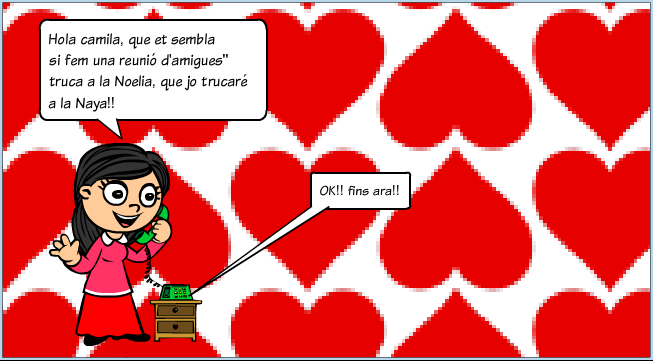 Hola camila, que et sembla
si fem una reunió d'amigues"
truca a la Noelia, que jo trucaré
a la Naya!!
OK!! fins ara!!